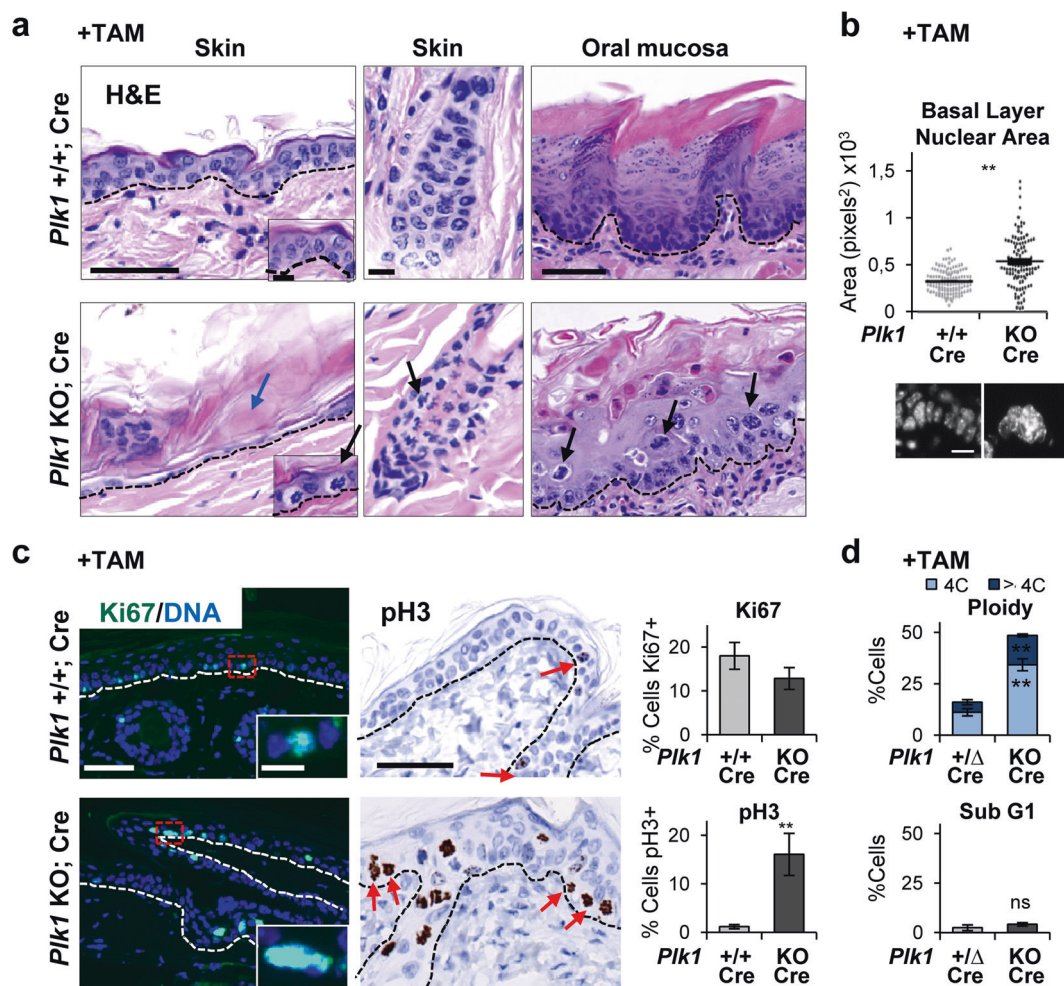 a +TAM
Skin Skin Oral mucosa
Plk1 +/+; Cre
H&E
Plk1 KO; Cre
b +TAM
Basal Layer
Nuclear Area
Area (pixels²) x10³
1,5
1
0,5
0
**
Plk1 +/+ KO
Cre Cre
c +TAM
Plk1 +/+; Cre
Ki67/DNA
pH3
Plk1 KO; Cre
Ki67
% Cells Ki67+
20
10
0
Plk1 +/+ KO
Cre Cre
pH3
% Cells pH3+
20
10
0
**
Plk1 +/+ KO
Cre Cre
d +TAM
4C >4C
Ploidy
%Cells
50
25
0
**
**
Plk1 +/Δ KO
Cre Cre
Sub G1
%Cells
50
25
0
ns
Plk1 +/Δ KO
Cre Cre